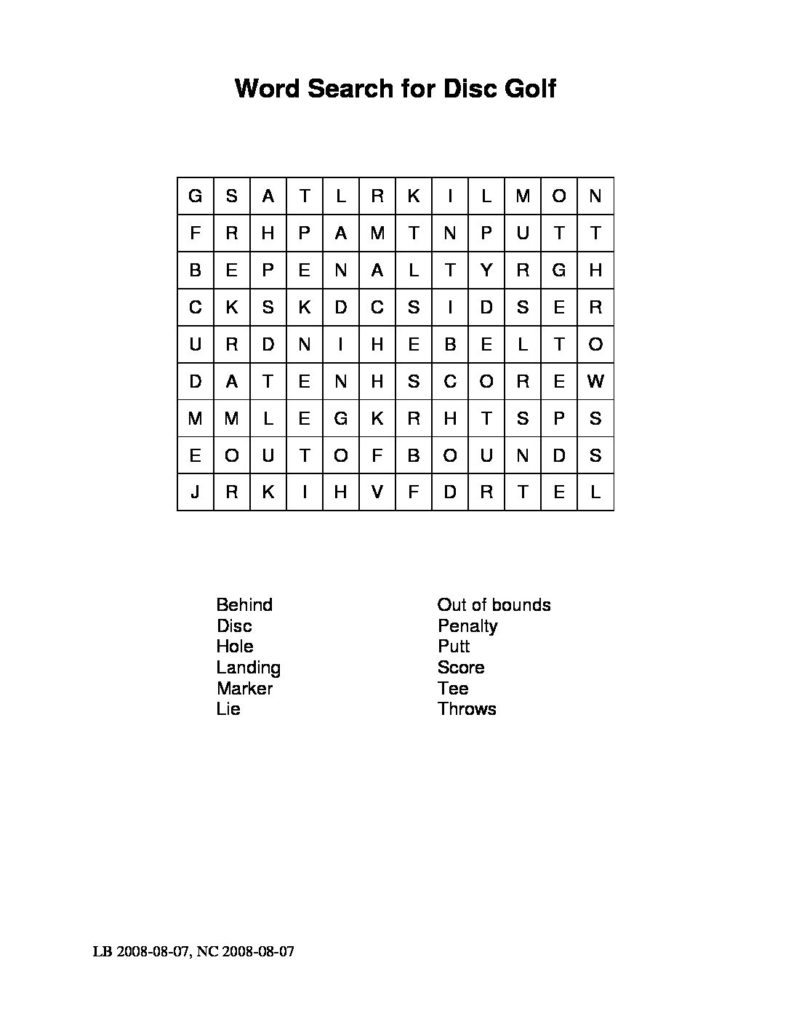 Word Search for Disc Golf
G S A T L R K I L M O N
F R H P A M T N P U T T
B E P E N A L T Y R G H
C K S K D C S I D S E R
U R D N I H E B E L T O
D A T E N H S C O R E W
M M L E G K R H T S P S
E O U T O F B O U N D S
J R K I H V F D R T E L
Behind Out of bounds
Disc Penalty
Hole Putt
Landing Score
Marker Tee
Lie Throws
LB 2008-08-07, NC 2008-08-07